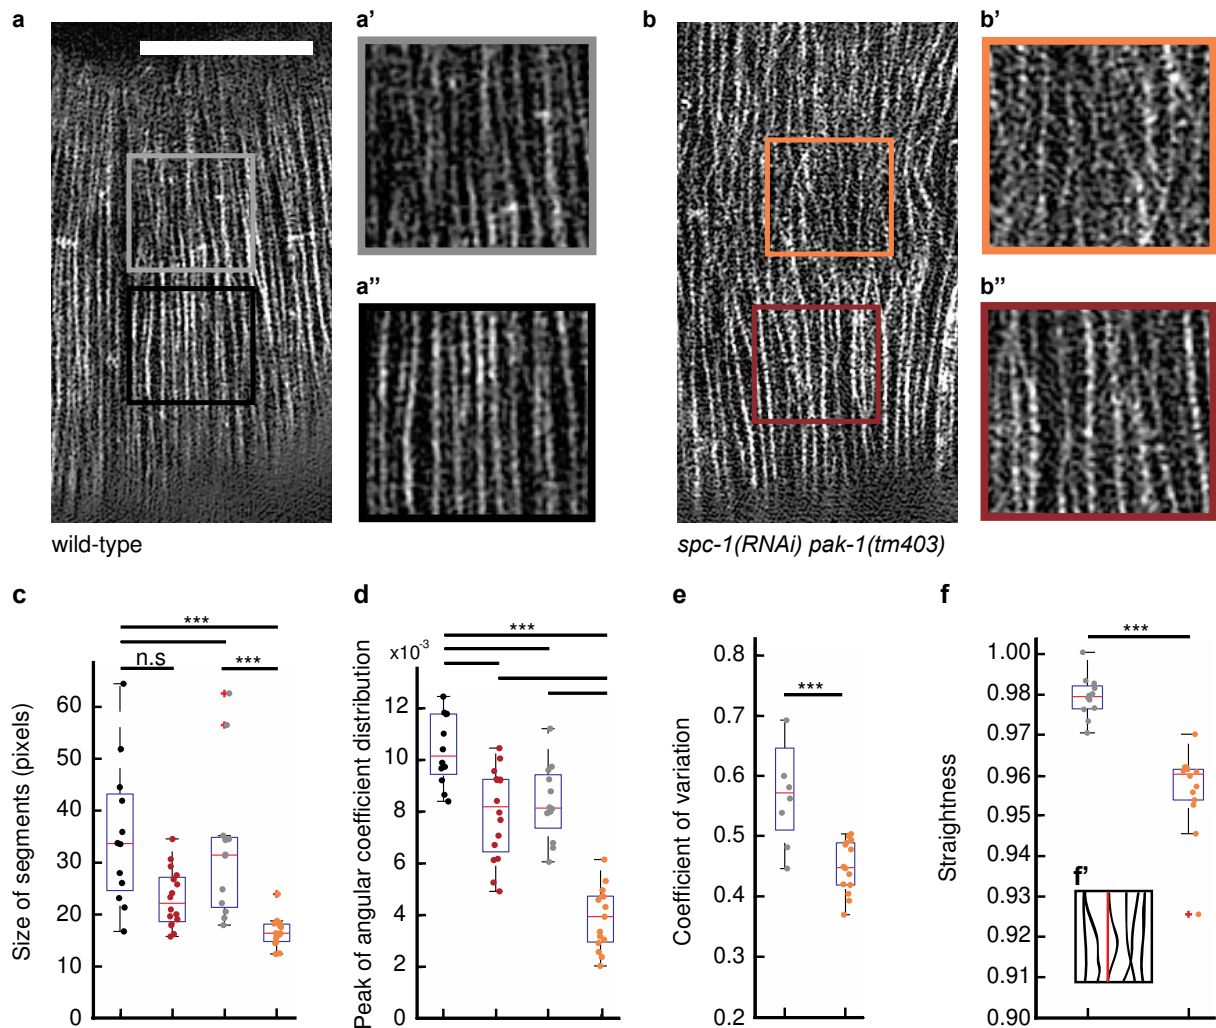 a
a’
b
b’
a’’
b’’
wild-type
spc-1(RNAi) pak-1(tm403)
c
d
e
f
***
n.s
***
Size of segments (pixels)
60
50
40
30
20
10
0
***
x10⁻³
Peak of angular coefficient distribution
12
10
8
6
4
2
0
***
Coefficient of variation
0.8
0.7
0.6
0.5
0.4
0.3
0.2
***
Straightness
1.00
0.98
0.97
0.96
0.95
0.94
0.93
0.92
0.91
0.90
f’